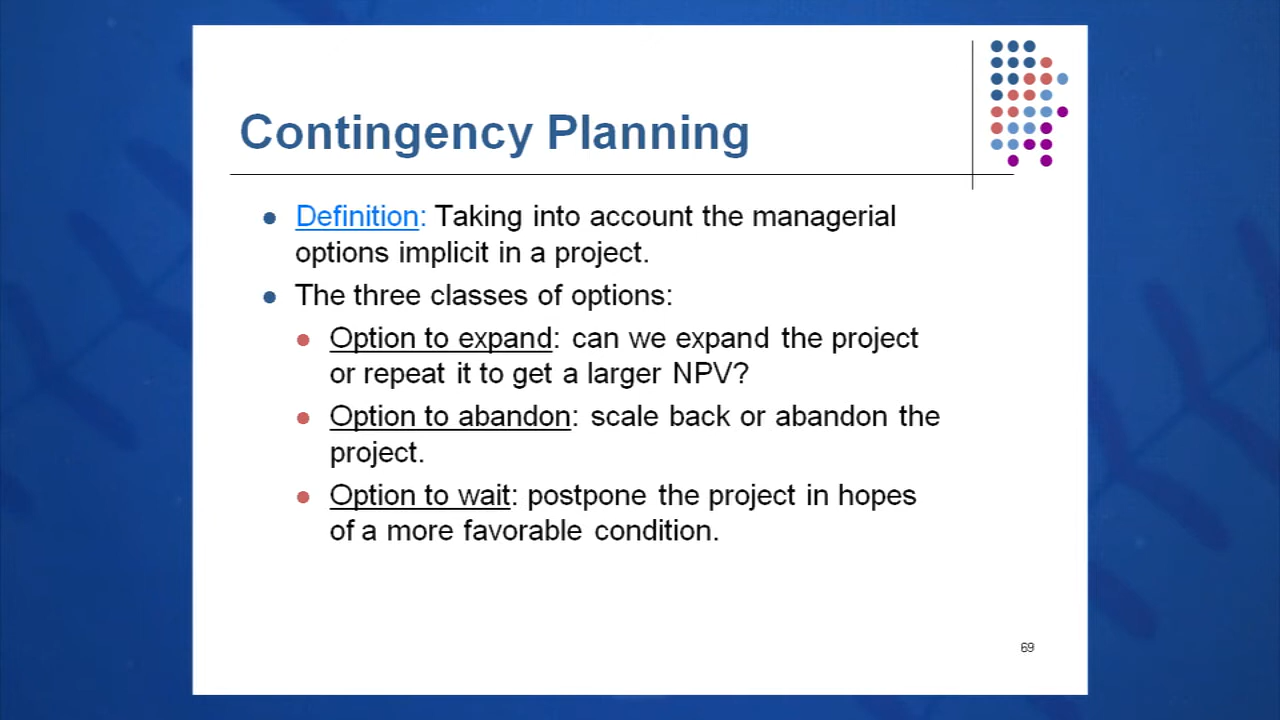 Contingency Planning
Definition: Taking into account the managerial
options implicit in a project.
The three classes of options:
Option to expand: can we expand the project
or repeat it to get a larger NPV?
Option to abandon: scale back or abandon the
project.
Option to wait: postpone the project in hopes
of a more favorable condition.
69